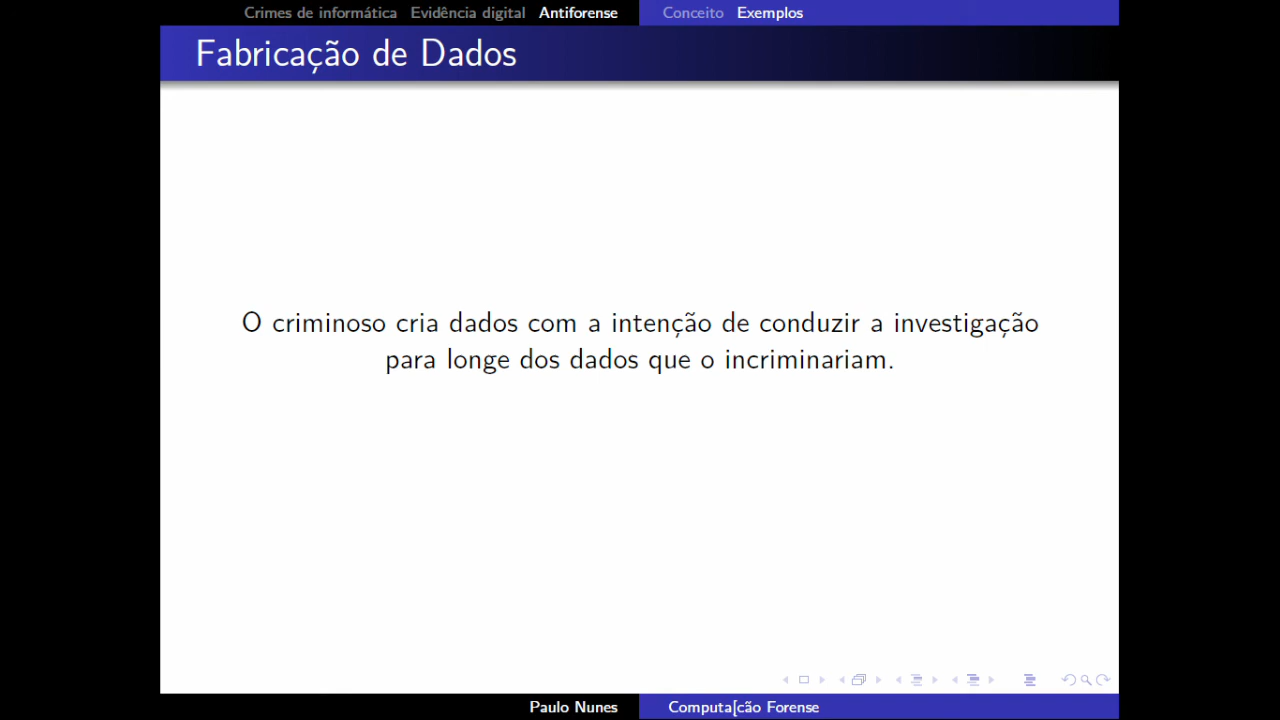 Crimes de informática Evidência digital Antiforense Conceito Exemplos
Fabricação de Dados
O criminoso cria dados com a intenção de conduzir a investigação
para longe dos dados que o incriminariam.
Paulo Nunes Computa[cão Forense